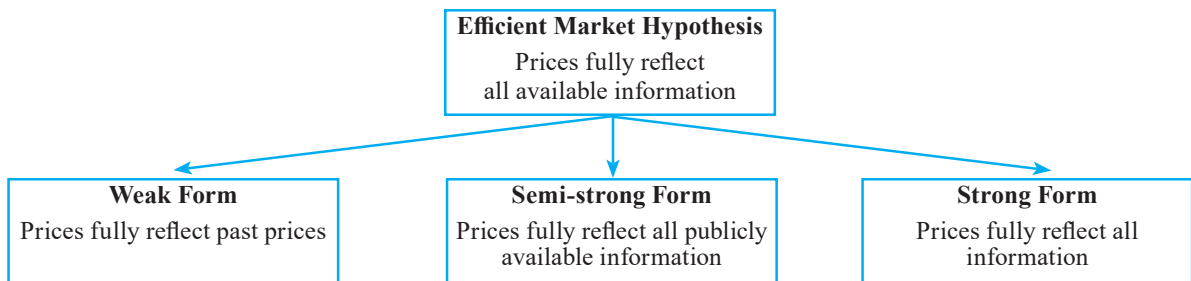 Efficient Market Hypothesis
Prices fully reflect
all available information
Weak Form
Prices fully reflect past prices
Semi-strong Form
Prices fully reflect all publicly
available information
Strong Form
Prices fully reflect all
information